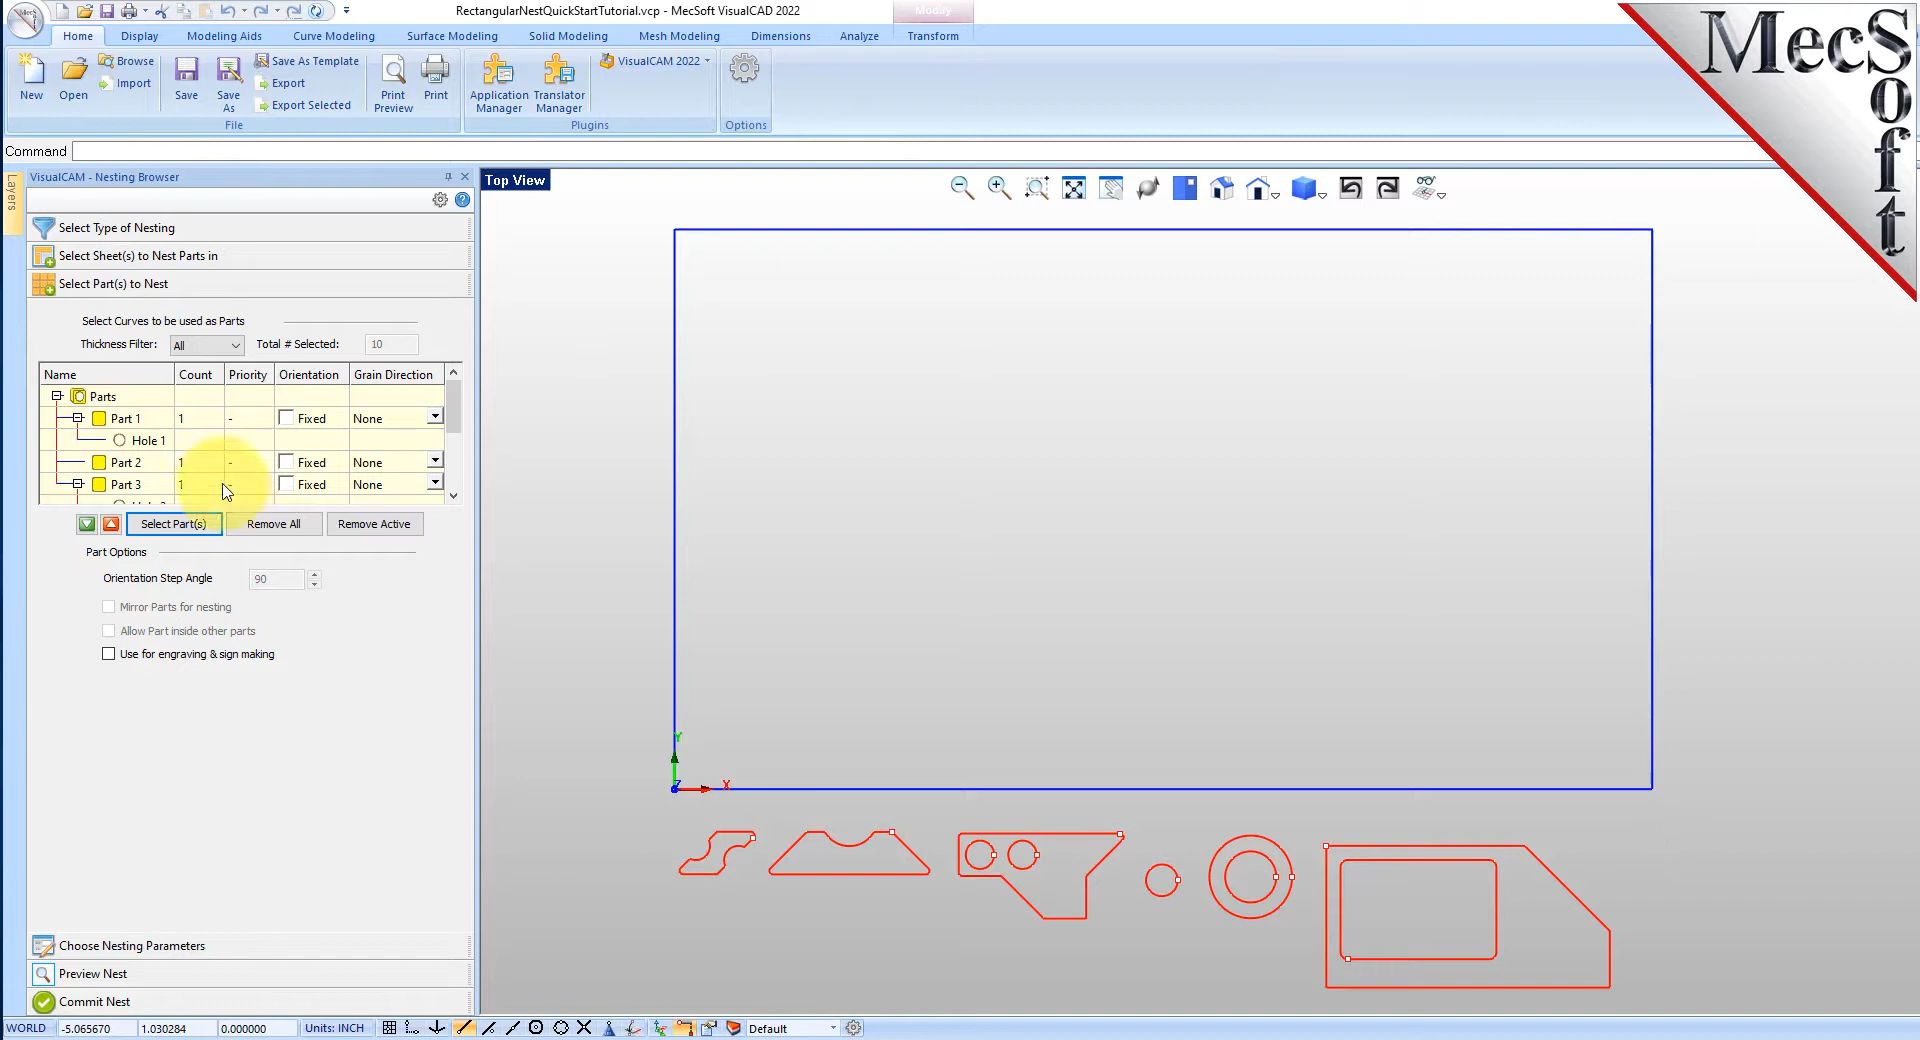 RectangularNestQuickStartTutorial.vcp - MecSoft VisualCAD 2022
Modify
Home Display Modeling Aids Curve Modeling Surface Modeling Solid Modeling Mesh Modeling Dimensions Analyze Transform
New Open Browse Import Save Save As Save As Template Export Export Selected Print Preview Print Application Manager Translator Manager VisualCAM 2022
File Plugins Options
MecSoft
Command
Layers
VisualCAM - Nesting Browser
Top View
Select Type of Nesting
Select Sheet(s) to Nest Parts in
Select Part(s) to Nest
Select Curves to be used as Parts
Thickness Filter: All Total # Selected: 10
Name Count Priority Orientation Grain Direction
Parts
Part 1 1 - Fixed None
Hole 1
Part 2 1 - Fixed None
Part 3 1 - Fixed None
Select Part(s) Remove All Remove Active
Part Options
Orientation Step Angle 90
Mirror Parts for nesting
Allow Part inside other parts
Use for engraving & sign making
Y
Z X
Choose Nesting Parameters
Preview Nest
Commit Nest
WORLD -5.065670 1.030284 0.000000 Units: INCH Default